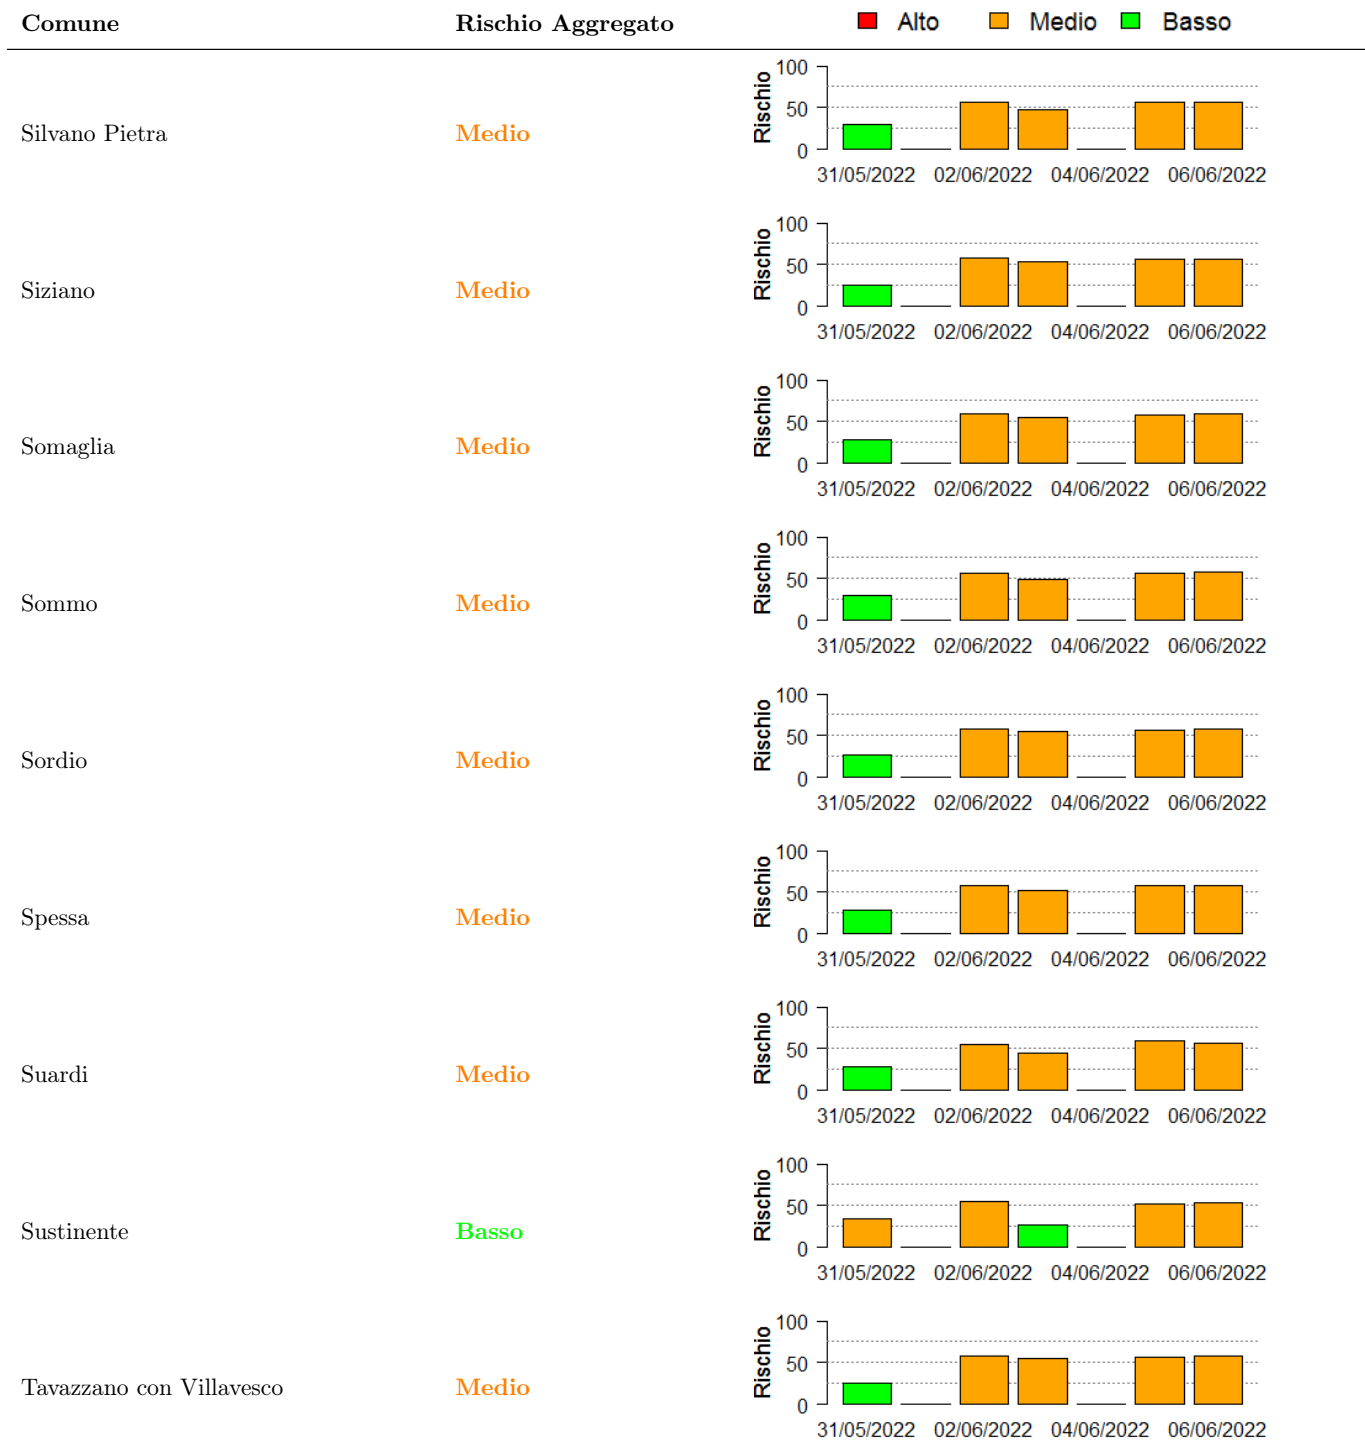 Comune Rischio Aggregato Alto Medio Basso
Silvano Pietra Medio Rischio 100 50 0
31/05/2022 02/06/2022 04/06/2022 06/06/2022
Siziano Medio Rischio 100 50 0
31/05/2022 02/06/2022 04/06/2022 06/06/2022
Somaglia Medio Rischio 100 50 0
31/05/2022 02/06/2022 04/06/2022 06/06/2022
Sommo Medio Rischio 100 50 0
31/05/2022 02/06/2022 04/06/2022 06/06/2022
Sordio Medio Rischio 100 50 0
31/05/2022 02/06/2022 04/06/2022 06/06/2022
Spessa Medio Rischio 100 50 0
31/05/2022 02/06/2022 04/06/2022 06/06/2022
Suardi Medio Rischio 100 50 0
31/05/2022 02/06/2022 04/06/2022 06/06/2022
Sustinente Basso Rischio 100 50 0
31/05/2022 02/06/2022 04/06/2022 06/06/2022
Tavazzano con Villavesco Medio Rischio 100 50 0
31/05/2022 02/06/2022 04/06/2022 06/06/2022